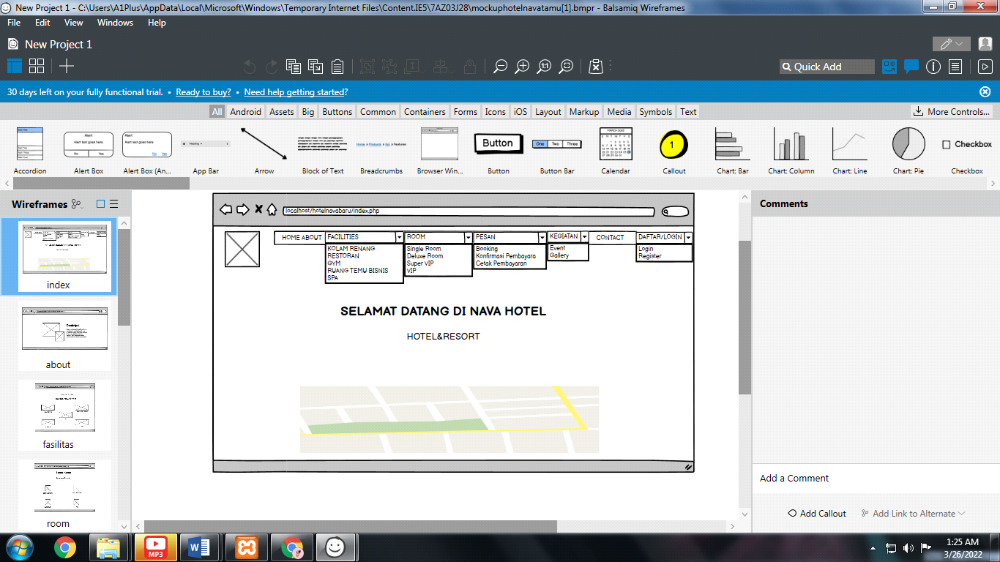 New Project 1 - C:\Users\A1Plus\AppData\Local\Microsoft\Windows\Temporary Internet Files\Content.IE5\7AZ03J28\mockuphotelnavatamu[1].bmpr - Balsamiq Wireframes
File Edit View Windows Help
New Project 1
Quick Add
30 days left on your fully functional trial. • Ready to buy? • Need help getting started?
All Android Assets Big Buttons Common Containers Forms Icons iOS Layout Markup Media Symbols Text More Controls...
Accordion Alert Box Alert Box (An... App Bar Arrow Block of Text Breadcrumbs Browser Win... Button Button Bar Calendar Callout Chart: Bar Chart: Column Chart: Line Chart: Pie Checkbox
Button
One Two Three
1
Checkbox
Wireframes
index
about
fasilitas
room
localhost/hotelnavabaru/index.php
HOME ABOUT FACILITIES ROOM PESAN KEGIATAN CONTACT DAFTAR/LOGIN
KOLAM RENANG
RESTORAN
GYM
RUANG TEMU BISNIS
SPA
Single Room
Deluxe Room
Super VIP
VIP
Booking
Konfirmasi Pembayara
Cetak Pembayaran
Event
Gallery
Login
Register
SELAMAT DATANG DI NAVA HOTEL
HOTEL&RESORT
Comments
Add a Comment
Add Callout Add Link to Alternate
MP3
1:25 AM
3/26/2022